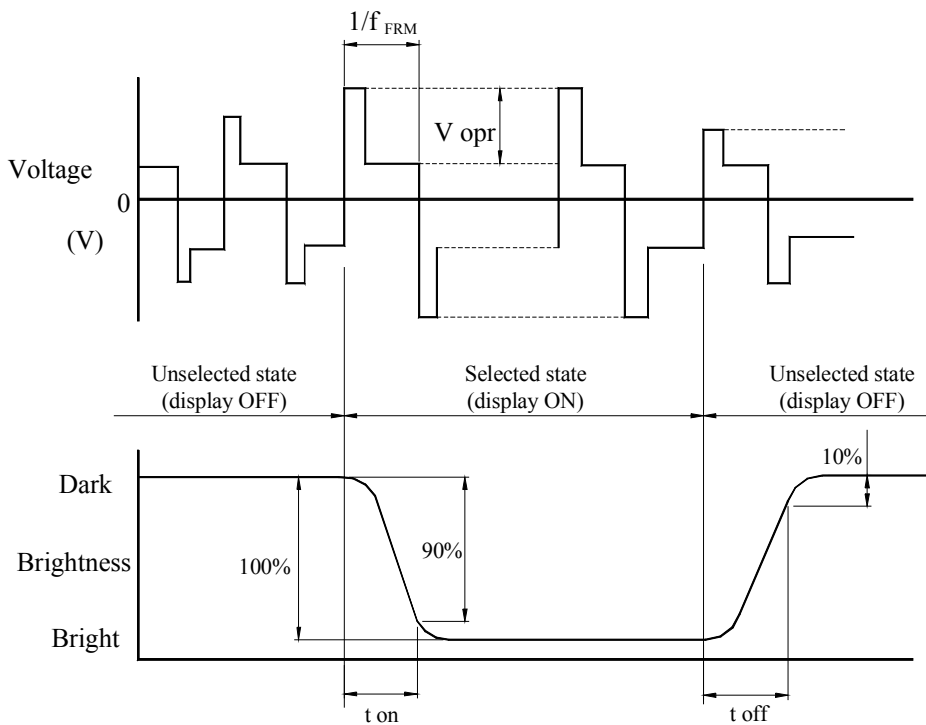 1/f FRM
V opr
Voltage
0
(V)
Unselected state
(display OFF)
Selected state
(display ON)
Unselected state
(display OFF)
10%
Dark
90%
100%
Brightness
Bright
t on
t off